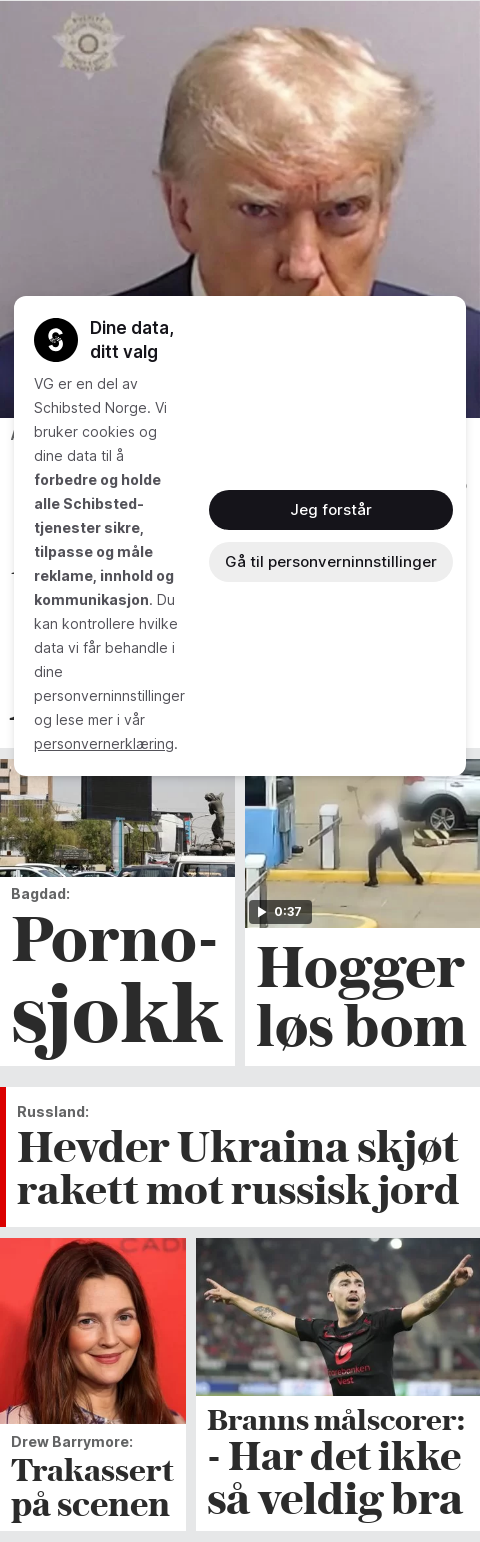 Dine data,
ditt valg
VG er en del av
Schibsted Norge. Vi
bruker cookies og
dine data til å
forbedre og holde
alle Schibsted-
tjenester sikre,
tilpasse og måle
reklame, innhold og
kommunikasjon. Du
kan kontrollere hvilke
data vi får behandle i
dine
personverninnstillinger
og lese mer i vår
personvernerklæring.
Jeg forstår
Gå til personverninnstillinger
Bagdad:
Porno-
sjokk
0:37
Hogger
løs bom
Russland:
Hevder Ukraina skjøt
rakett mot russisk jord
Drew Barrymore:
Trakassert
på scenen
Branns målscorer:
- Har det ikke
så veldig bra